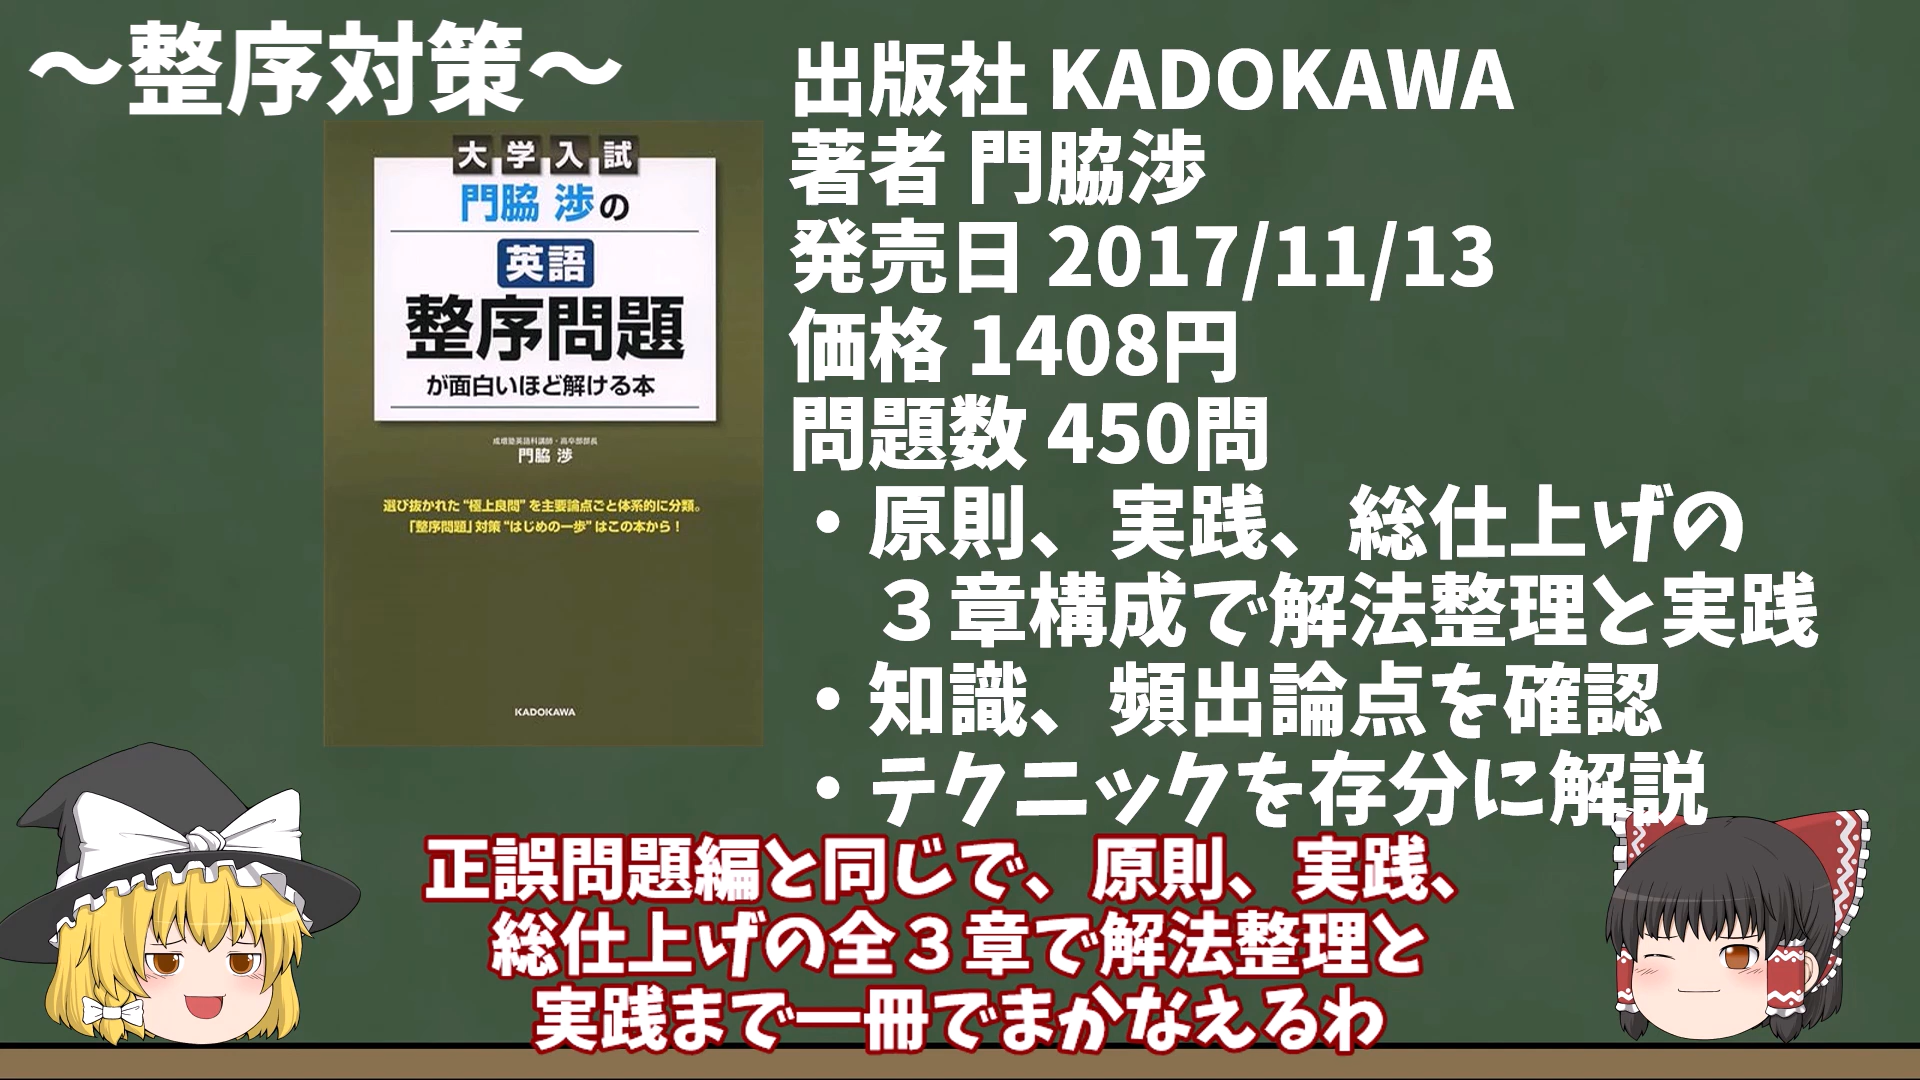 ～整序対策～
大学入試
門脇 渉の
英語
整序問題
が面白いほど解ける本
成増塾英語科講師・高卒部部長
門脇 渉
選び抜かれた“極上良問”を主要論点ごと体系的に分類。
「整序問題」対策“はじめの一歩”はこの本から！
KADOKAWA
出版社 KADOKAWA
著者 門脇渉
発売日 2017/11/13
価格 1408円
問題数 450問
・原則、実践、総仕上げの
３章構成で解法整理と実践
・知識、頻出論点を確認
・テクニックを存分に解説
正誤問題編と同じで、原則、実践、
総仕上げの全３章で解法整理と
実践まで一冊でまかなえるわ